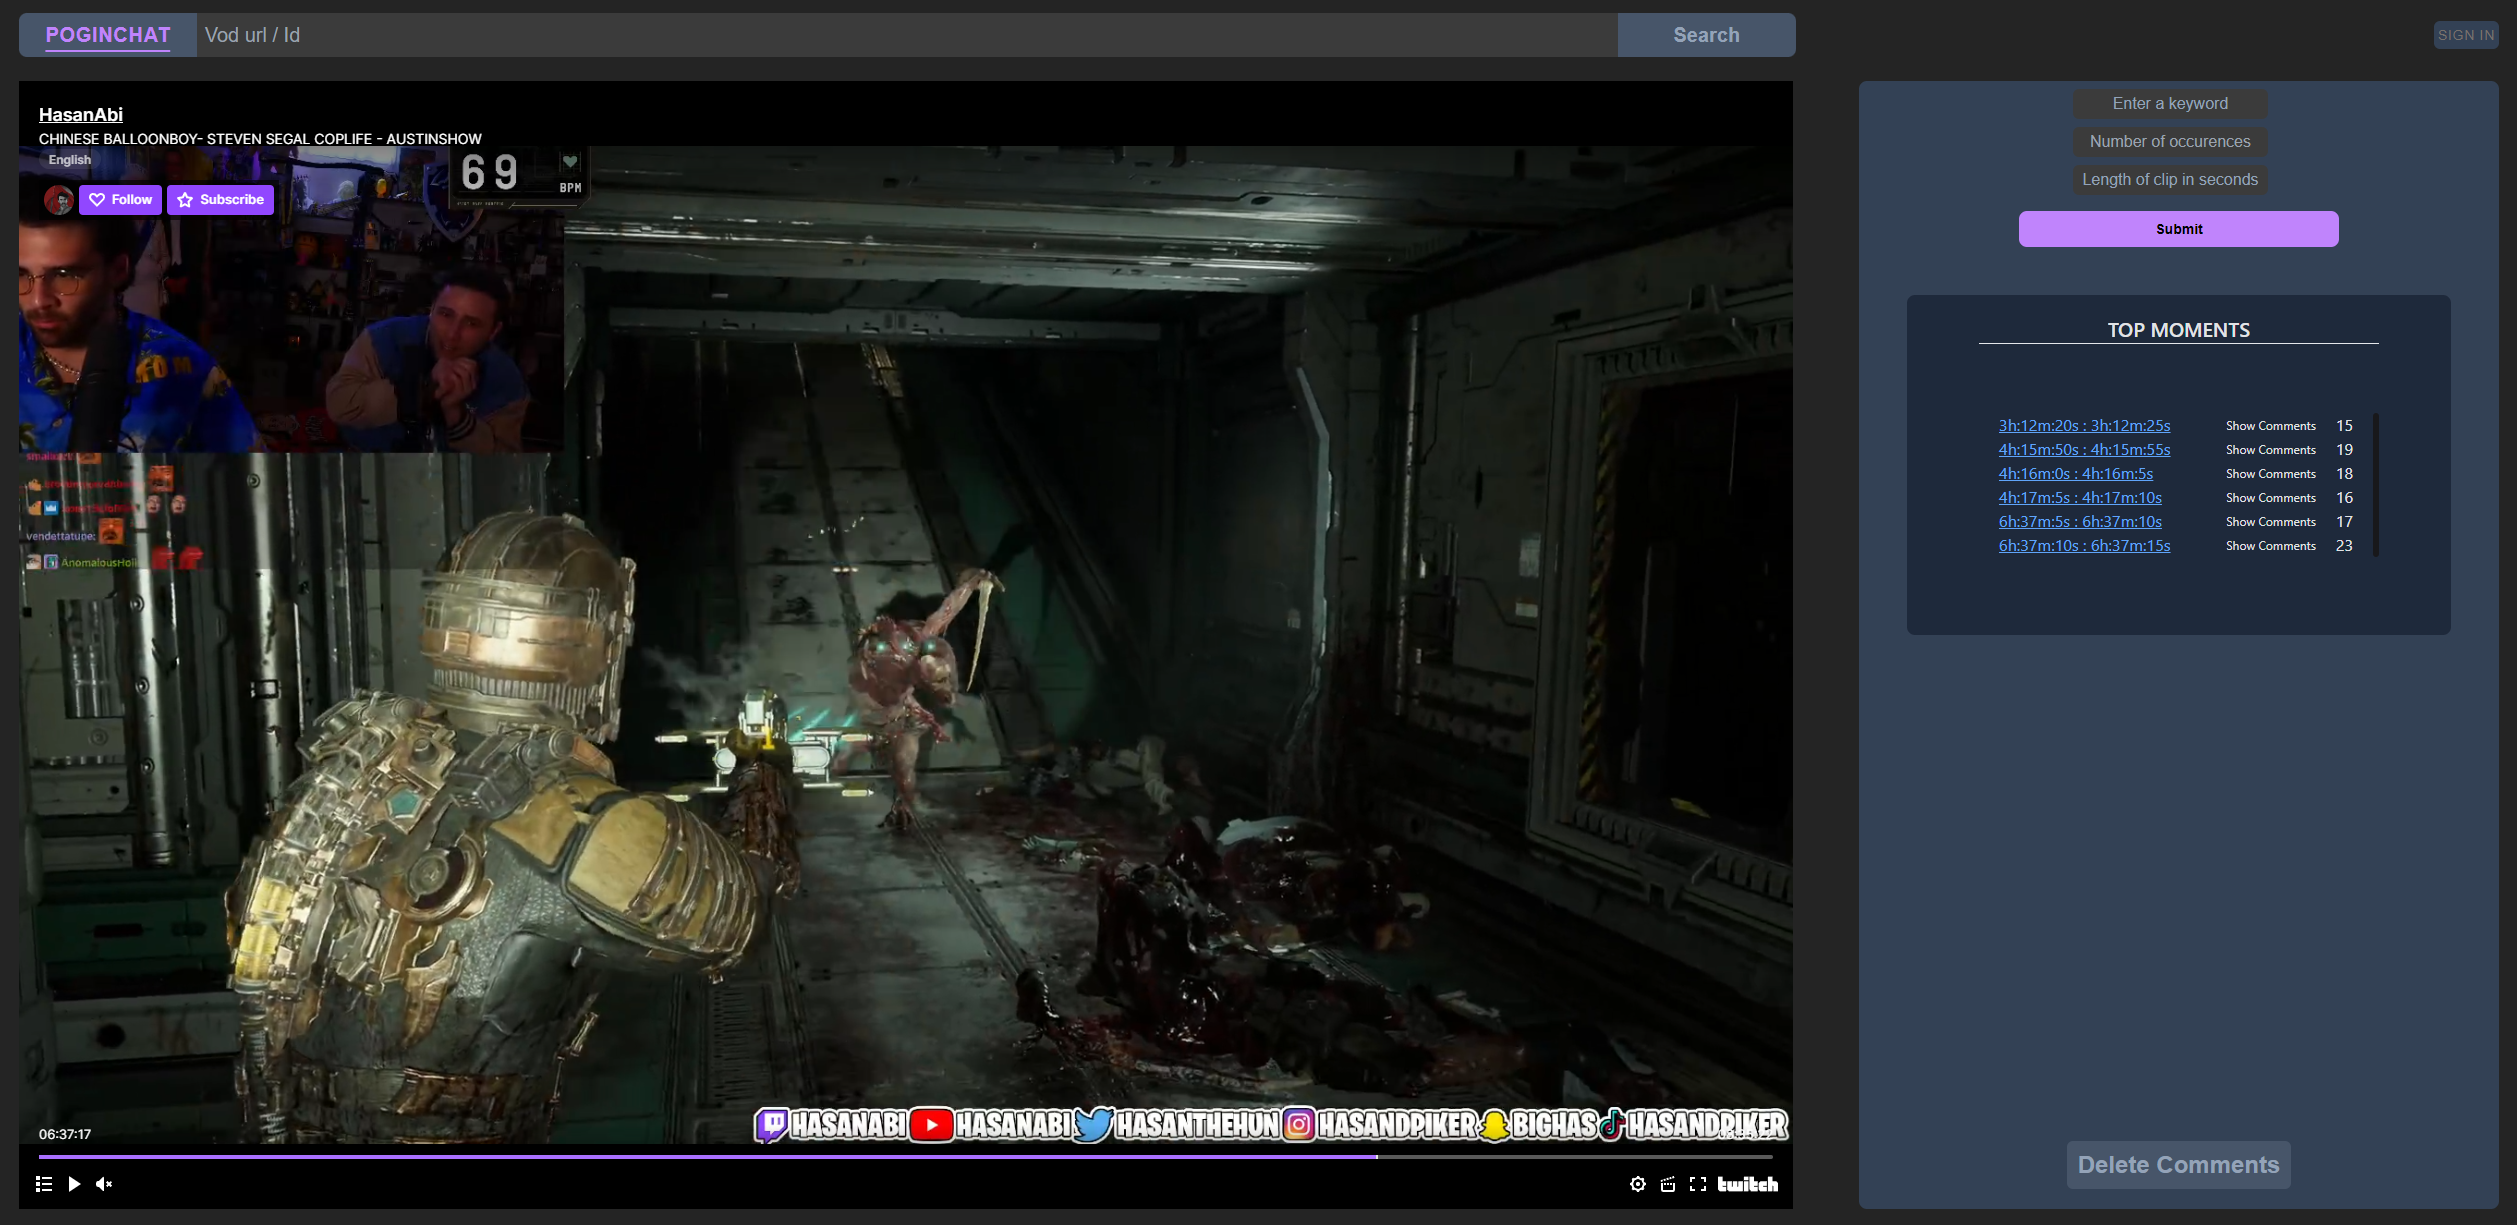 POGINCHAT
Vod url / Id
Search
SIGN IN
HasanAbi
CHINESE BALLOONBOY- STEVEN SEGAL COPLIFE - AUSTINSHOW
English
Follow
Subscribe
69
BPM
vendettatune:
HASANABI HASANABI HASANTHEHUN HASANDPIKER BIGHAS HASANDPIKER
06:37:17
twitch
Enter a keyword
Number of occurences
Length of clip in seconds
Submit
TOP MOMENTS
3h:12m:20s : 3h:12m:25s Show Comments 15
4h:15m:50s : 4h:15m:55s Show Comments 19
4h:16m:0s : 4h:16m:5s Show Comments 18
4h:17m:5s : 4h:17m:10s Show Comments 16
6h:37m:5s : 6h:37m:10s Show Comments 17
6h:37m:10s : 6h:37m:15s Show Comments 23
Delete Comments